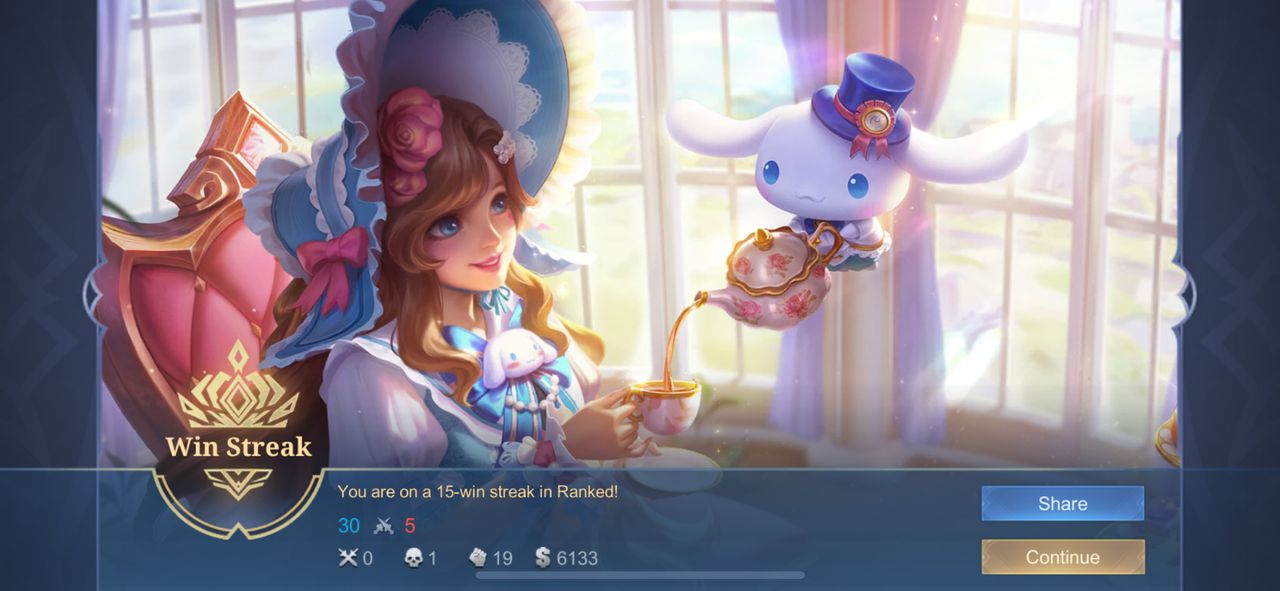 Win Streak
You are on a 15-win streak in Ranked!
30 5
0 1 19 6133
Share
Continue